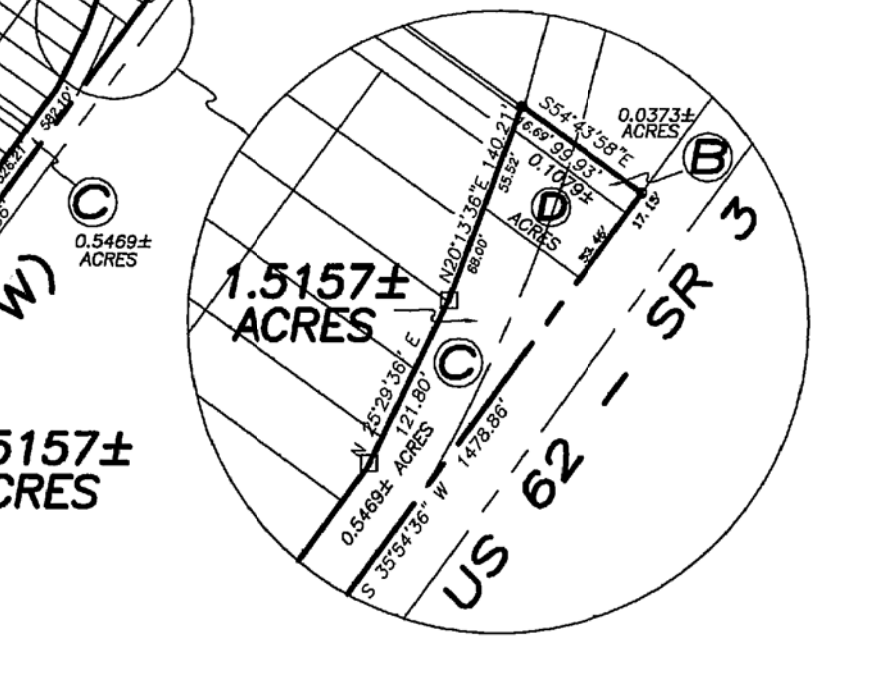 582.10'
C
0.5469±
ACRES
W)
5157±
CRES
S54°43'58"E
0.0373±
ACRES
B
16.69'
99.93'
0.1079±
D
ACRES
N20°13'36"E 140.21'
55.52'
68.00'
53.46'
17.15'
1.5157±
ACRES
C
N 25°29'36" E
121.80'
0.5469± ACRES
S 35°54'36" W 1478.86'
US 62 - SR 3